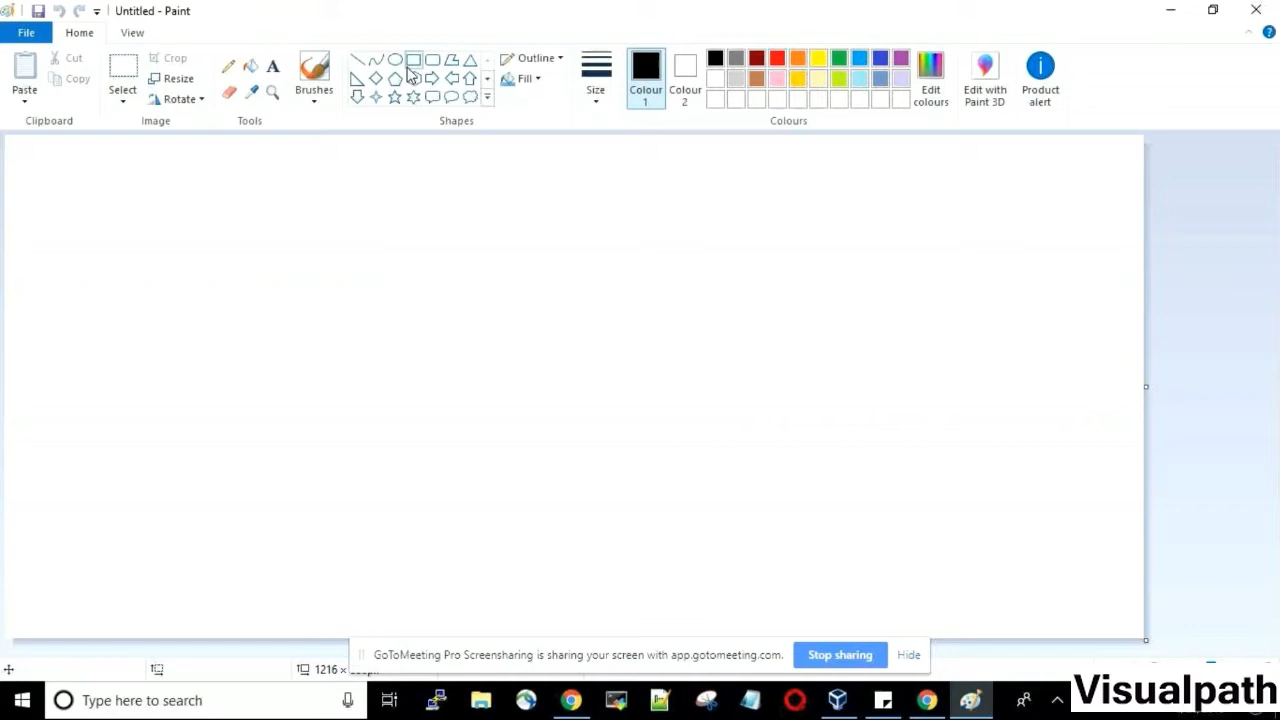 Untitled - Paint
File
Home
View
Paste
Cut
Copy
Clipboard
Select
Crop
Resize
Rotate
Image
A
Tools
Brushes
Shapes
Outline
Fill
Size
Colour 1
Colour 2
Edit colours
Colours
Edit with Paint 3D
Product alert
GoToMeeting Pro Screensharing is sharing your screen with app.gotomeeting.com.
Stop sharing
Hide
1216 ×
Type here to search
Visualpath